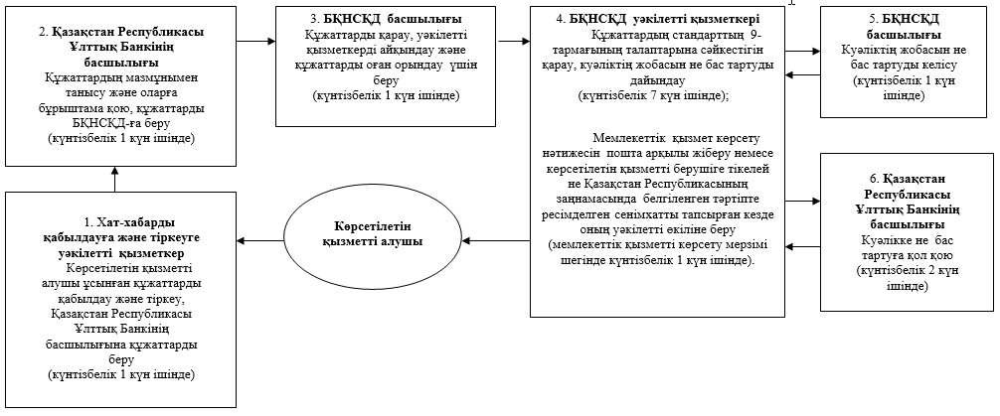 2. Қазақстан Республикасы
Ұлттық Банкінің
басшылығы
Құжаттардың мазмұнымен
танысу және оларға
бұрыштама қою, құжаттарды
БҚНСҚД-ға беру
(күнтізбелік 1 күн ішінде)
3. БҚНСҚД басшылығы
Құжаттарды қарау, уәкілетті
қызметкерді айқындау және
құжаттарды оған орындау үшін
беру
(күнтізбелік 1 күн ішінде)
4. БҚНСҚД уәкілетті қызметкері
Құжаттардың стандарттың 9-
тармағының талаптарына сәйкестігін
қарау, куәліктің жобасын не бас тартуды
дайындау
(күнтізбелік 7 күн ішінде);
Мемлекеттік қызмет көрсету
нәтижесін пошта арқылы жіберу немесе
көрсетілетін қызметті берушіге тікелей
не Қазақстан Республикасының
заңнамасында белгіленген тәртіпте
ресімделген сенімхатты тапсырған кезде
оның уәкілетті өкіліне беру
(мемлекеттік қызметті көрсету мерзімі
шегінде күнтізбелік 1 күн ішінде).
5. БҚНСҚД
басшылығы
Куәліктің жобасын не
бас тартуды келісу
(күнтізбелік 1 күн
ішінде)
6. Қазақстан
Республикасы
Ұлттық Банкінің
басшылығы
Куәлікке не бас
тартуға қол қою
(күнтізбелік 2 күн
ішінде)
1. Хат-хабарды
қабылдауға және тіркеуге
уәкілетті қызметкер
Көрсетілетін қызметті
алушы ұсынған құжаттарды
қабылдау және тіркеу,
Қазақстан Республикасы
Ұлттық Банкінің
басшылығына құжаттарды
беру
(күнтізбелік 1 күн ішінде)
Көрсетілетін
қызметті алушы